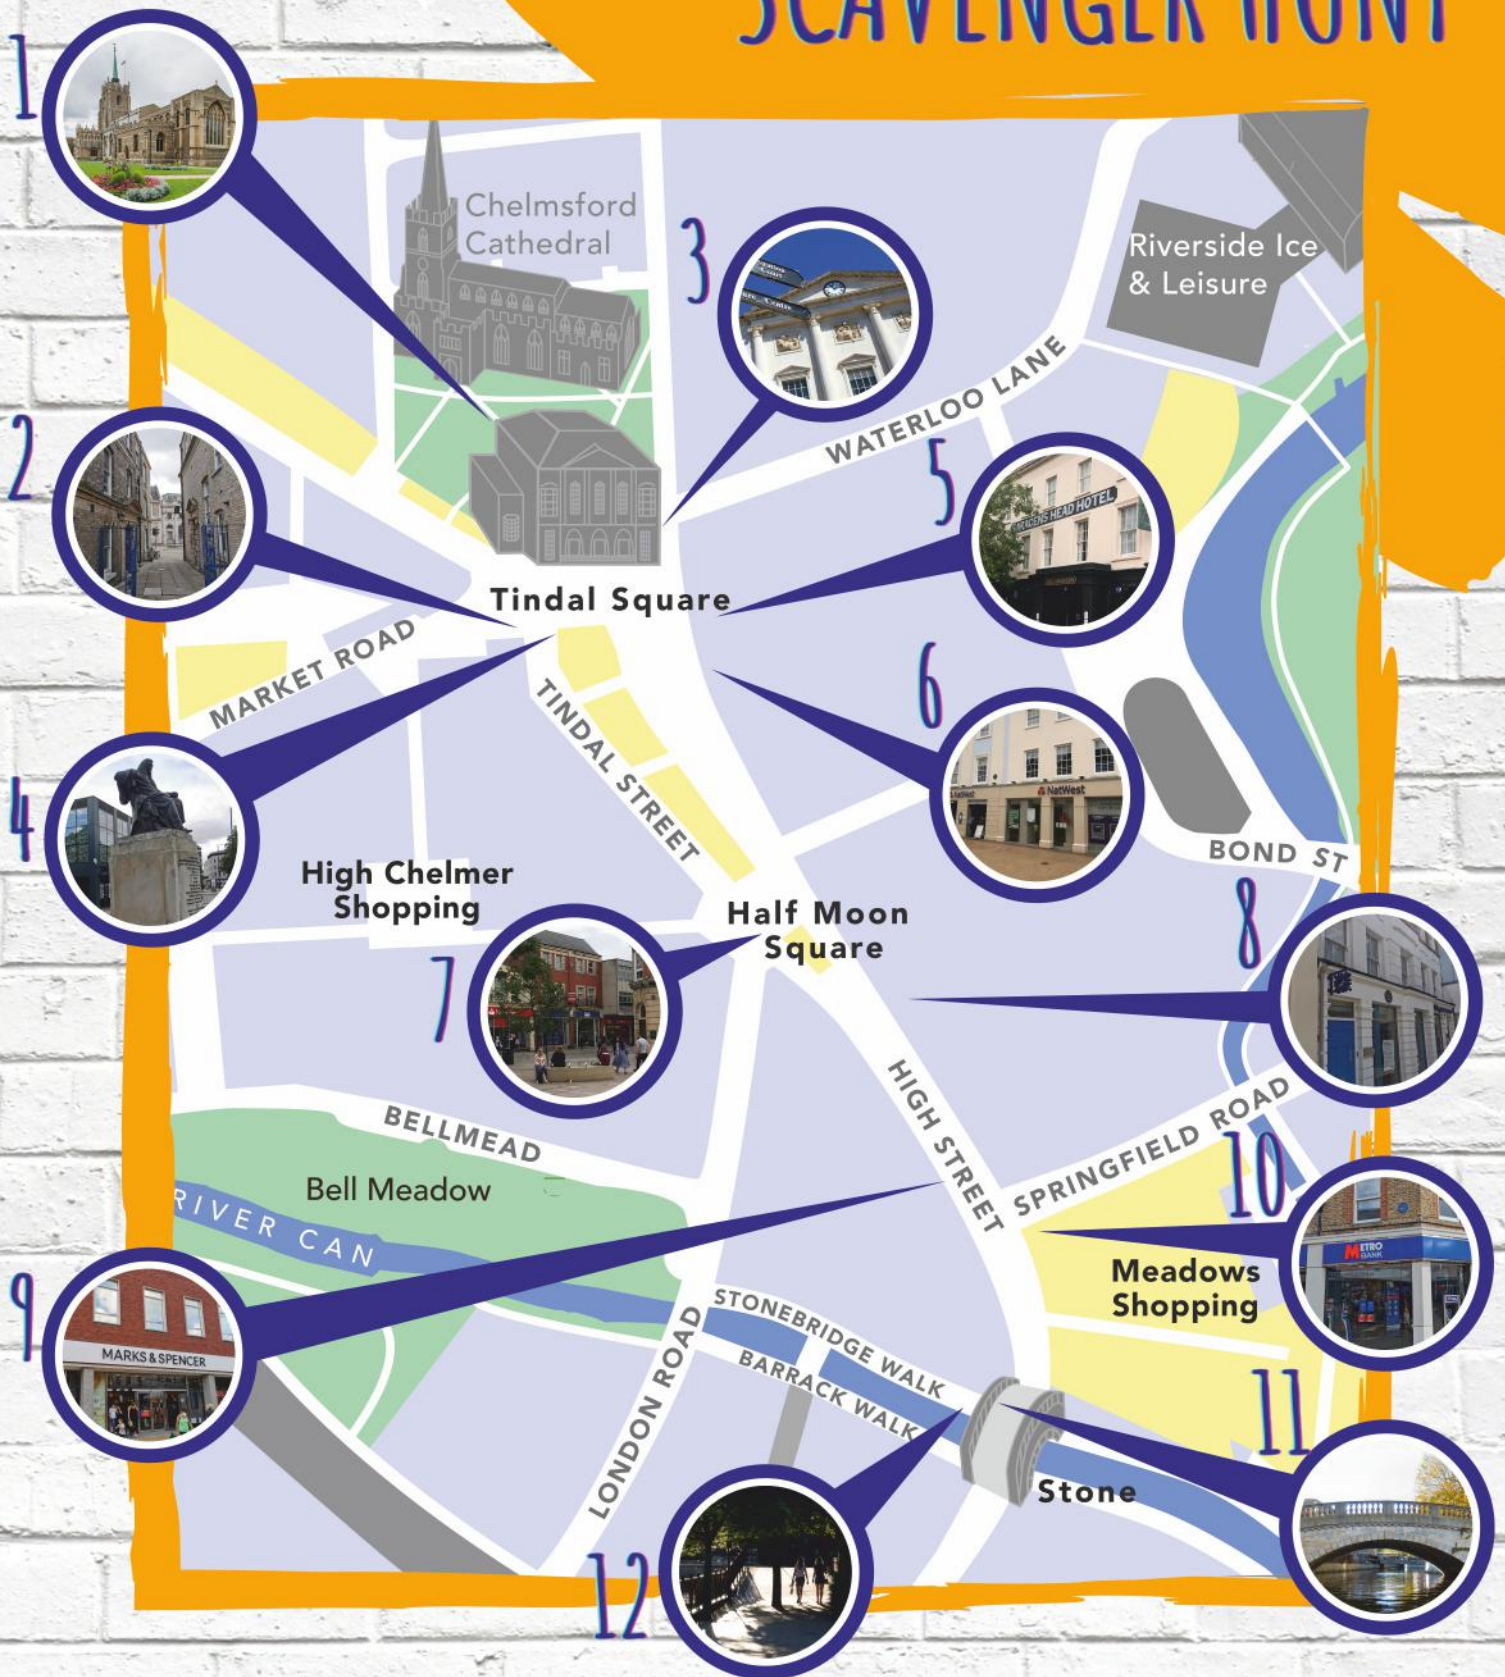 SCAVENGER HUNT
1
Chelmsford
Cathedral
3
Riverside Ice
& Leisure
WATERLOO LANE
2
5
SARACENS HEAD HOTEL
Tindal Square
MARKET ROAD
TINDAL STREET
6
NatWest
NatWest
4
High Chelmer
Shopping
BOND ST
Half Moon
Square
7
8
HIGH STREET
BELLMEAD
Bell Meadow
RIVER CAN
SPRINGFIELD ROAD
10
METRO
BANK
Meadows
Shopping
9
MARKS & SPENCER
STONEBRIDGE WALK
BARRACK WALK
LONDON ROAD
11
Stone
12